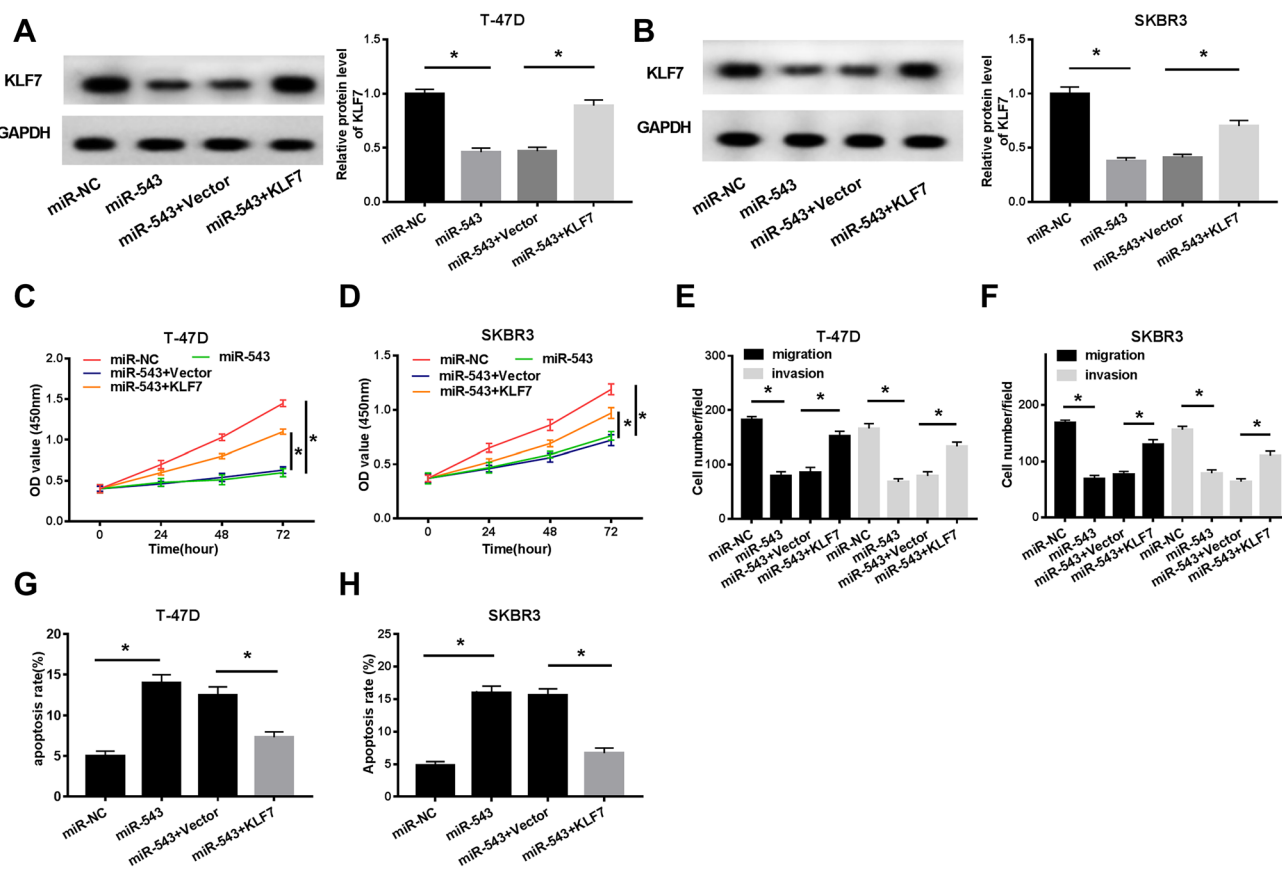 A
KLF7
GAPDH
miR-NC
miR-543
miR-543+Vector
miR-543+KLF7
T-47D
Relative protein level
of KLF7
1.5
1.0
0.5
0.0
*
*
miR-NC
miR-543
miR-543+Vector
miR-543+KLF7
B
KLF7
GAPDH
miR-NC
miR-543
miR-543+Vector
miR-543+KLF7
SKBR3
Relative protein level
of KLF7
1.5
1.0
0.5
0.0
*
*
miR-NC
miR-543
miR-543+Vector
miR-543+KLF7
C
T-47D
miR-NC
miR-543
miR-543+Vector
miR-543+KLF7
OD value (450nm)
2.0
1.5
1.0
0.5
0.0
*
*
0 24 48 72
Time(hour)
D
SKBR3
miR-NC
miR-543
miR-543+Vector
miR-543+KLF7
OD value (450nm)
1.5
1.0
0.5
0.0
*
*
0 24 48 72
Time(hour)
E
T-47D
migration
invasion
Cell number/field
300
200
100
0
*
*
*
*
miR-NC
miR-543
miR-543+Vector
miR-543+KLF7
miR-NC
miR-543
miR-543+Vector
miR-543+KLF7
F
SKBR3
migration
invasion
Cell number/field
300
200
100
0
*
*
*
*
miR-NC
miR-543
miR-543+Vector
miR-543+KLF7
miR-NC
miR-543
miR-543+Vector
miR-543+KLF7
G
T-47D
apoptosis rate(%)
20
15
10
5
0
*
*
miR-NC
miR-543
miR-543+Vector
miR-543+KLF7
H
SKBR3
Apoptosis rate (%)
25
20
15
10
5
0
*
*
miR-NC
miR-543
miR-543+Vector
miR-543+KLF7